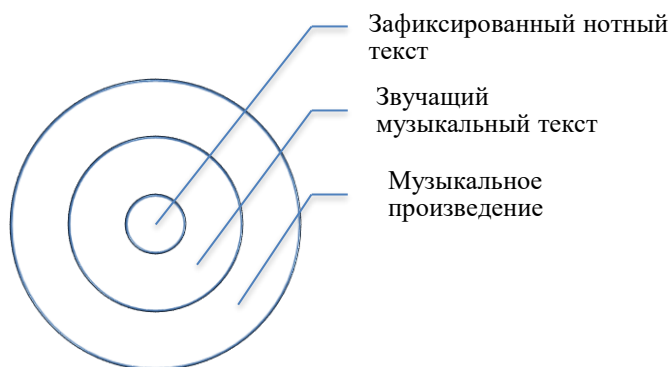 Зафиксированный нотный
текст
Звучащий
музыкальный текст
Музыкальное
произведение